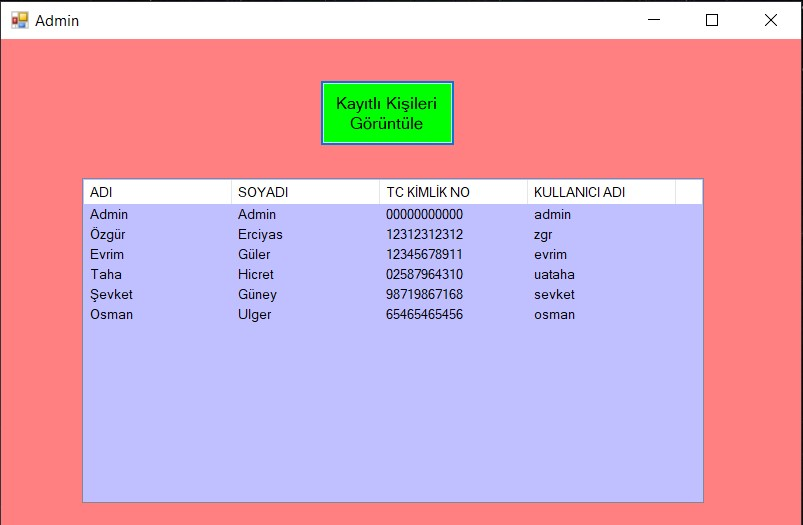 Admin
Kayıtlı Kişileri
Görüntüle
ADI SOYADI TC KİMLİK NO KULLANICI ADI
Admin Admin 00000000000 admin
Özgür Erciyas 12312312312 zgr
Evrim Güler 12345678911 evrim
Taha Hicret 02587964310 uataha
Şevket Güney 98719867168 sevket
Osman Ulger 65465465456 osman